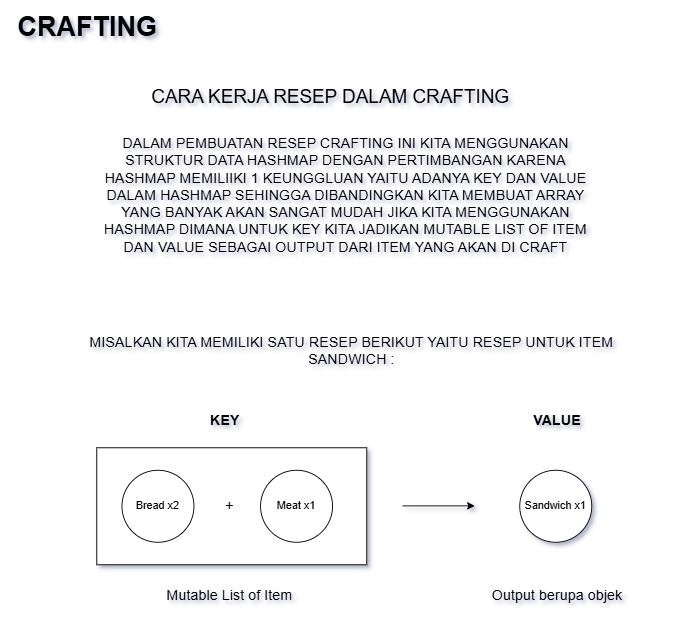 CRAFTING
CARA KERJA RESEP DALAM CRAFTING
DALAM PEMBUATAN RESEP CRAFTING INI KITA MENGGUNAKAN
STRUKTUR DATA HASHMAP DENGAN PERTIMBANGAN KARENA
HASHMAP MEMILIIKI 1 KEUNGGLUAN YAITU ADANYA KEY DAN VALUE
DALAM HASHMAP SEHINGGA DIBANDINGKAN KITA MEMBUAT ARRAY
YANG BANYAK AKAN SANGAT MUDAH JIKA KITA MENGGUNAKAN
HASHMAP DIMANA UNTUK KEY KITA JADIKAN MUTABLE LIST OF ITEM
DAN VALUE SEBAGAI OUTPUT DARI ITEM YANG AKAN DI CRAFT
MISALKAN KITA MEMILIKI SATU RESEP BERIKUT YAITU RESEP UNTUK ITEM
SANDWICH :
KEY
VALUE
Bread x2
+
Meat x1
Sandwich x1
Mutable List of Item
Output berupa objek